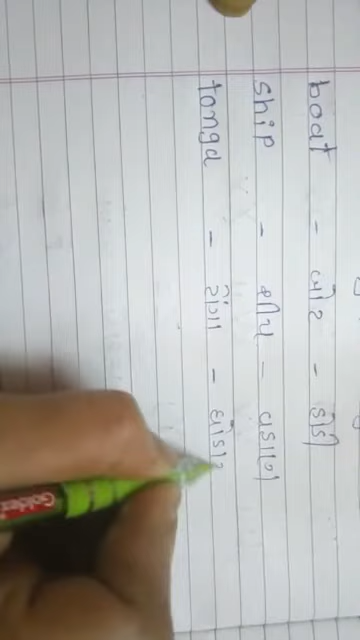 boat - બોટ - હોડી
ship - શીપ - વહાણ
tonga - ટાંગા - ઘોડા